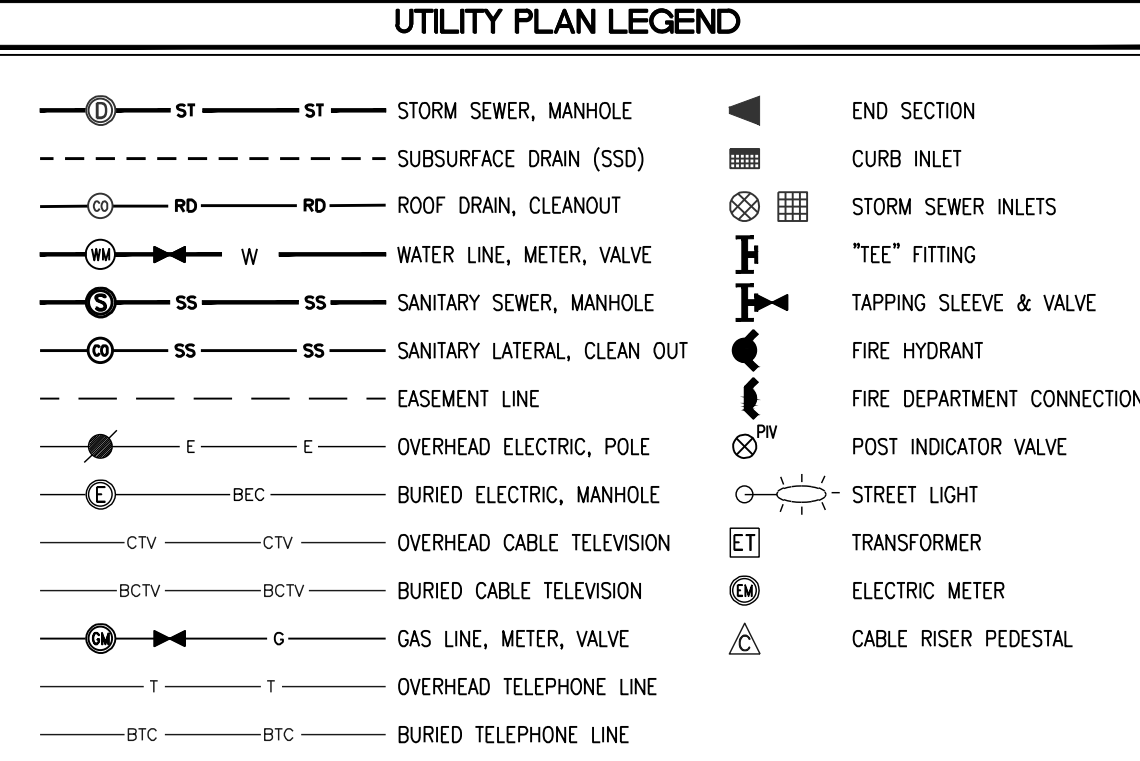 UTILITY PLAN LEGEND
D ST ST STORM SEWER, MANHOLE
SUBSURFACE DRAIN (SSD)
CO RD RD ROOF DRAIN, CLEANOUT
WM W WATER LINE, METER, VALVE
S SS SS SANITARY SEWER, MANHOLE
CO SS SS SANITARY LATERAL, CLEAN OUT
EASEMENT LINE
E E OVERHEAD ELECTRIC, POLE
E BEC BURIED ELECTRIC, MANHOLE
CTV CTV OVERHEAD CABLE TELEVISION
BCTV BCTV BURIED CABLE TELEVISION
GM G GAS LINE, METER, VALVE
T T OVERHEAD TELEPHONE LINE
BTC BTC BURIED TELEPHONE LINE
END SECTION
CURB INLET
STORM SEWER INLETS
"TEE" FITTING
TAPPING SLEEVE & VALVE
FIRE HYDRANT
FIRE DEPARTMENT CONNECTION
PIV POST INDICATOR VALVE
STREET LIGHT
ET TRANSFORMER
EM ELECTRIC METER
C CABLE RISER PEDESTAL